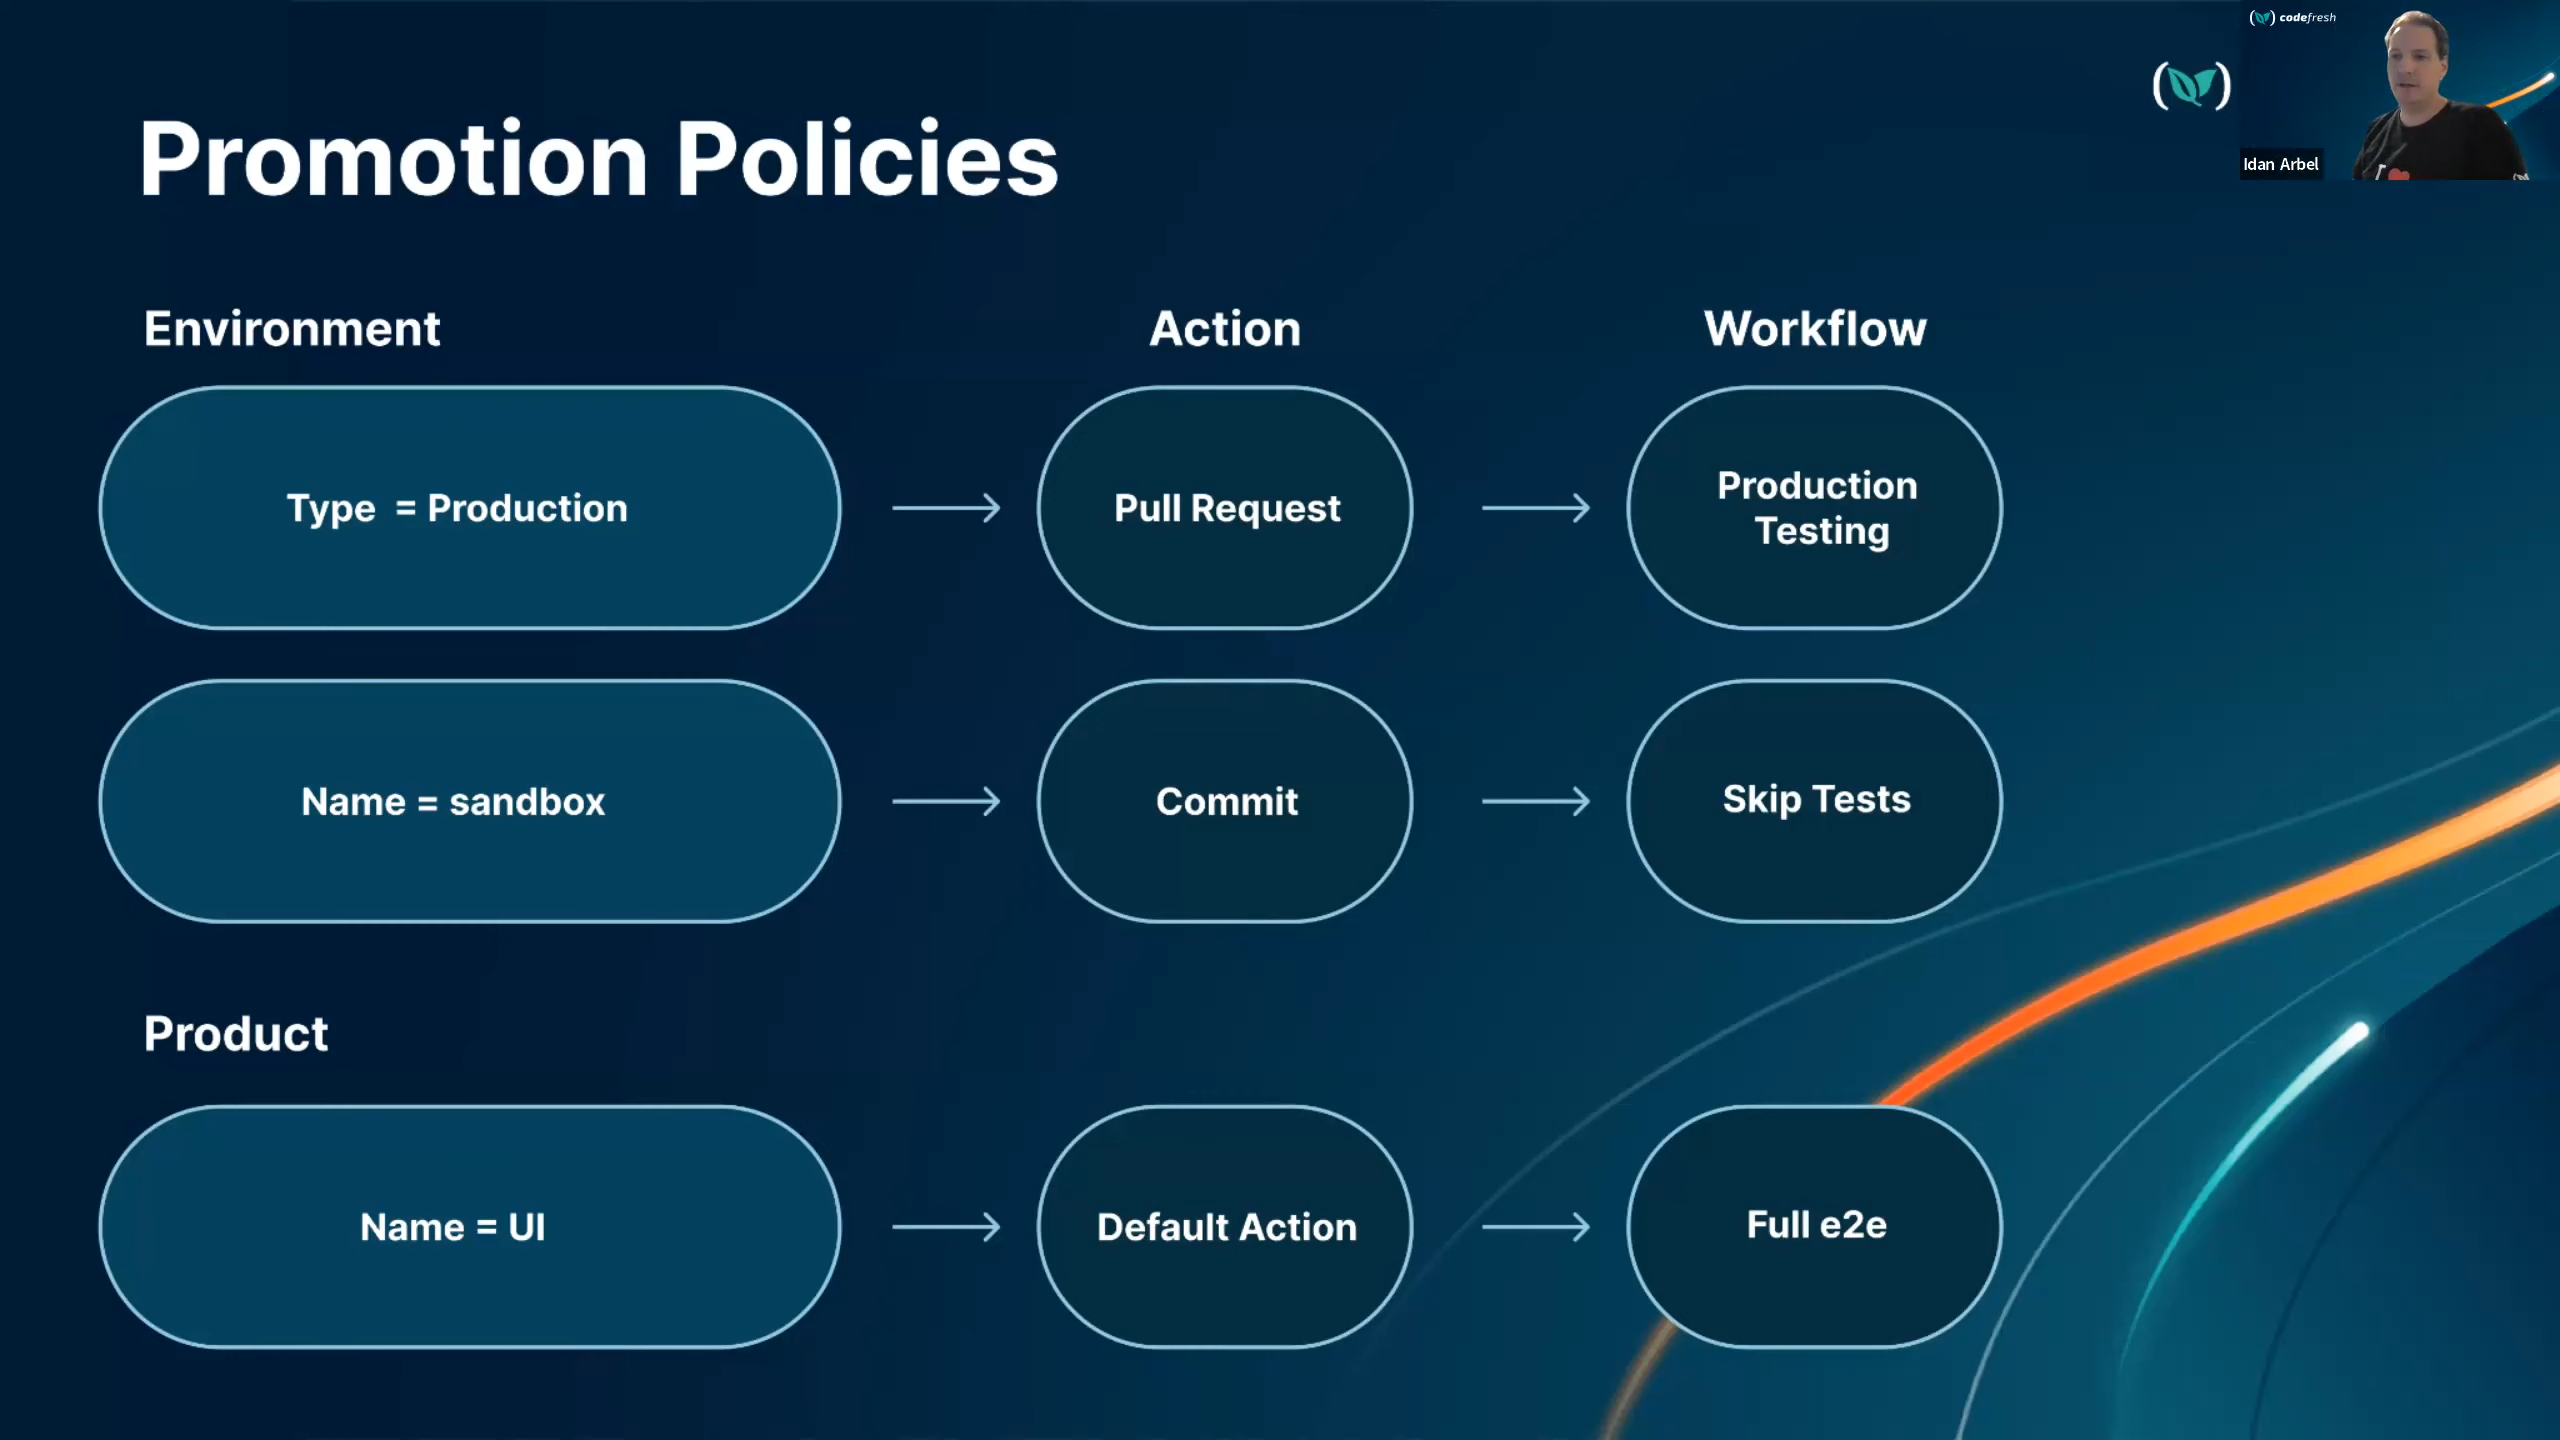 codefresh
Idan Arbel
Promotion Policies
Environment
Action
Workflow
Type = Production
Pull Request
Production
Testing
Name = sandbox
Commit
Skip Tests
Product
Name = UI
Default Action
Full e2e
I